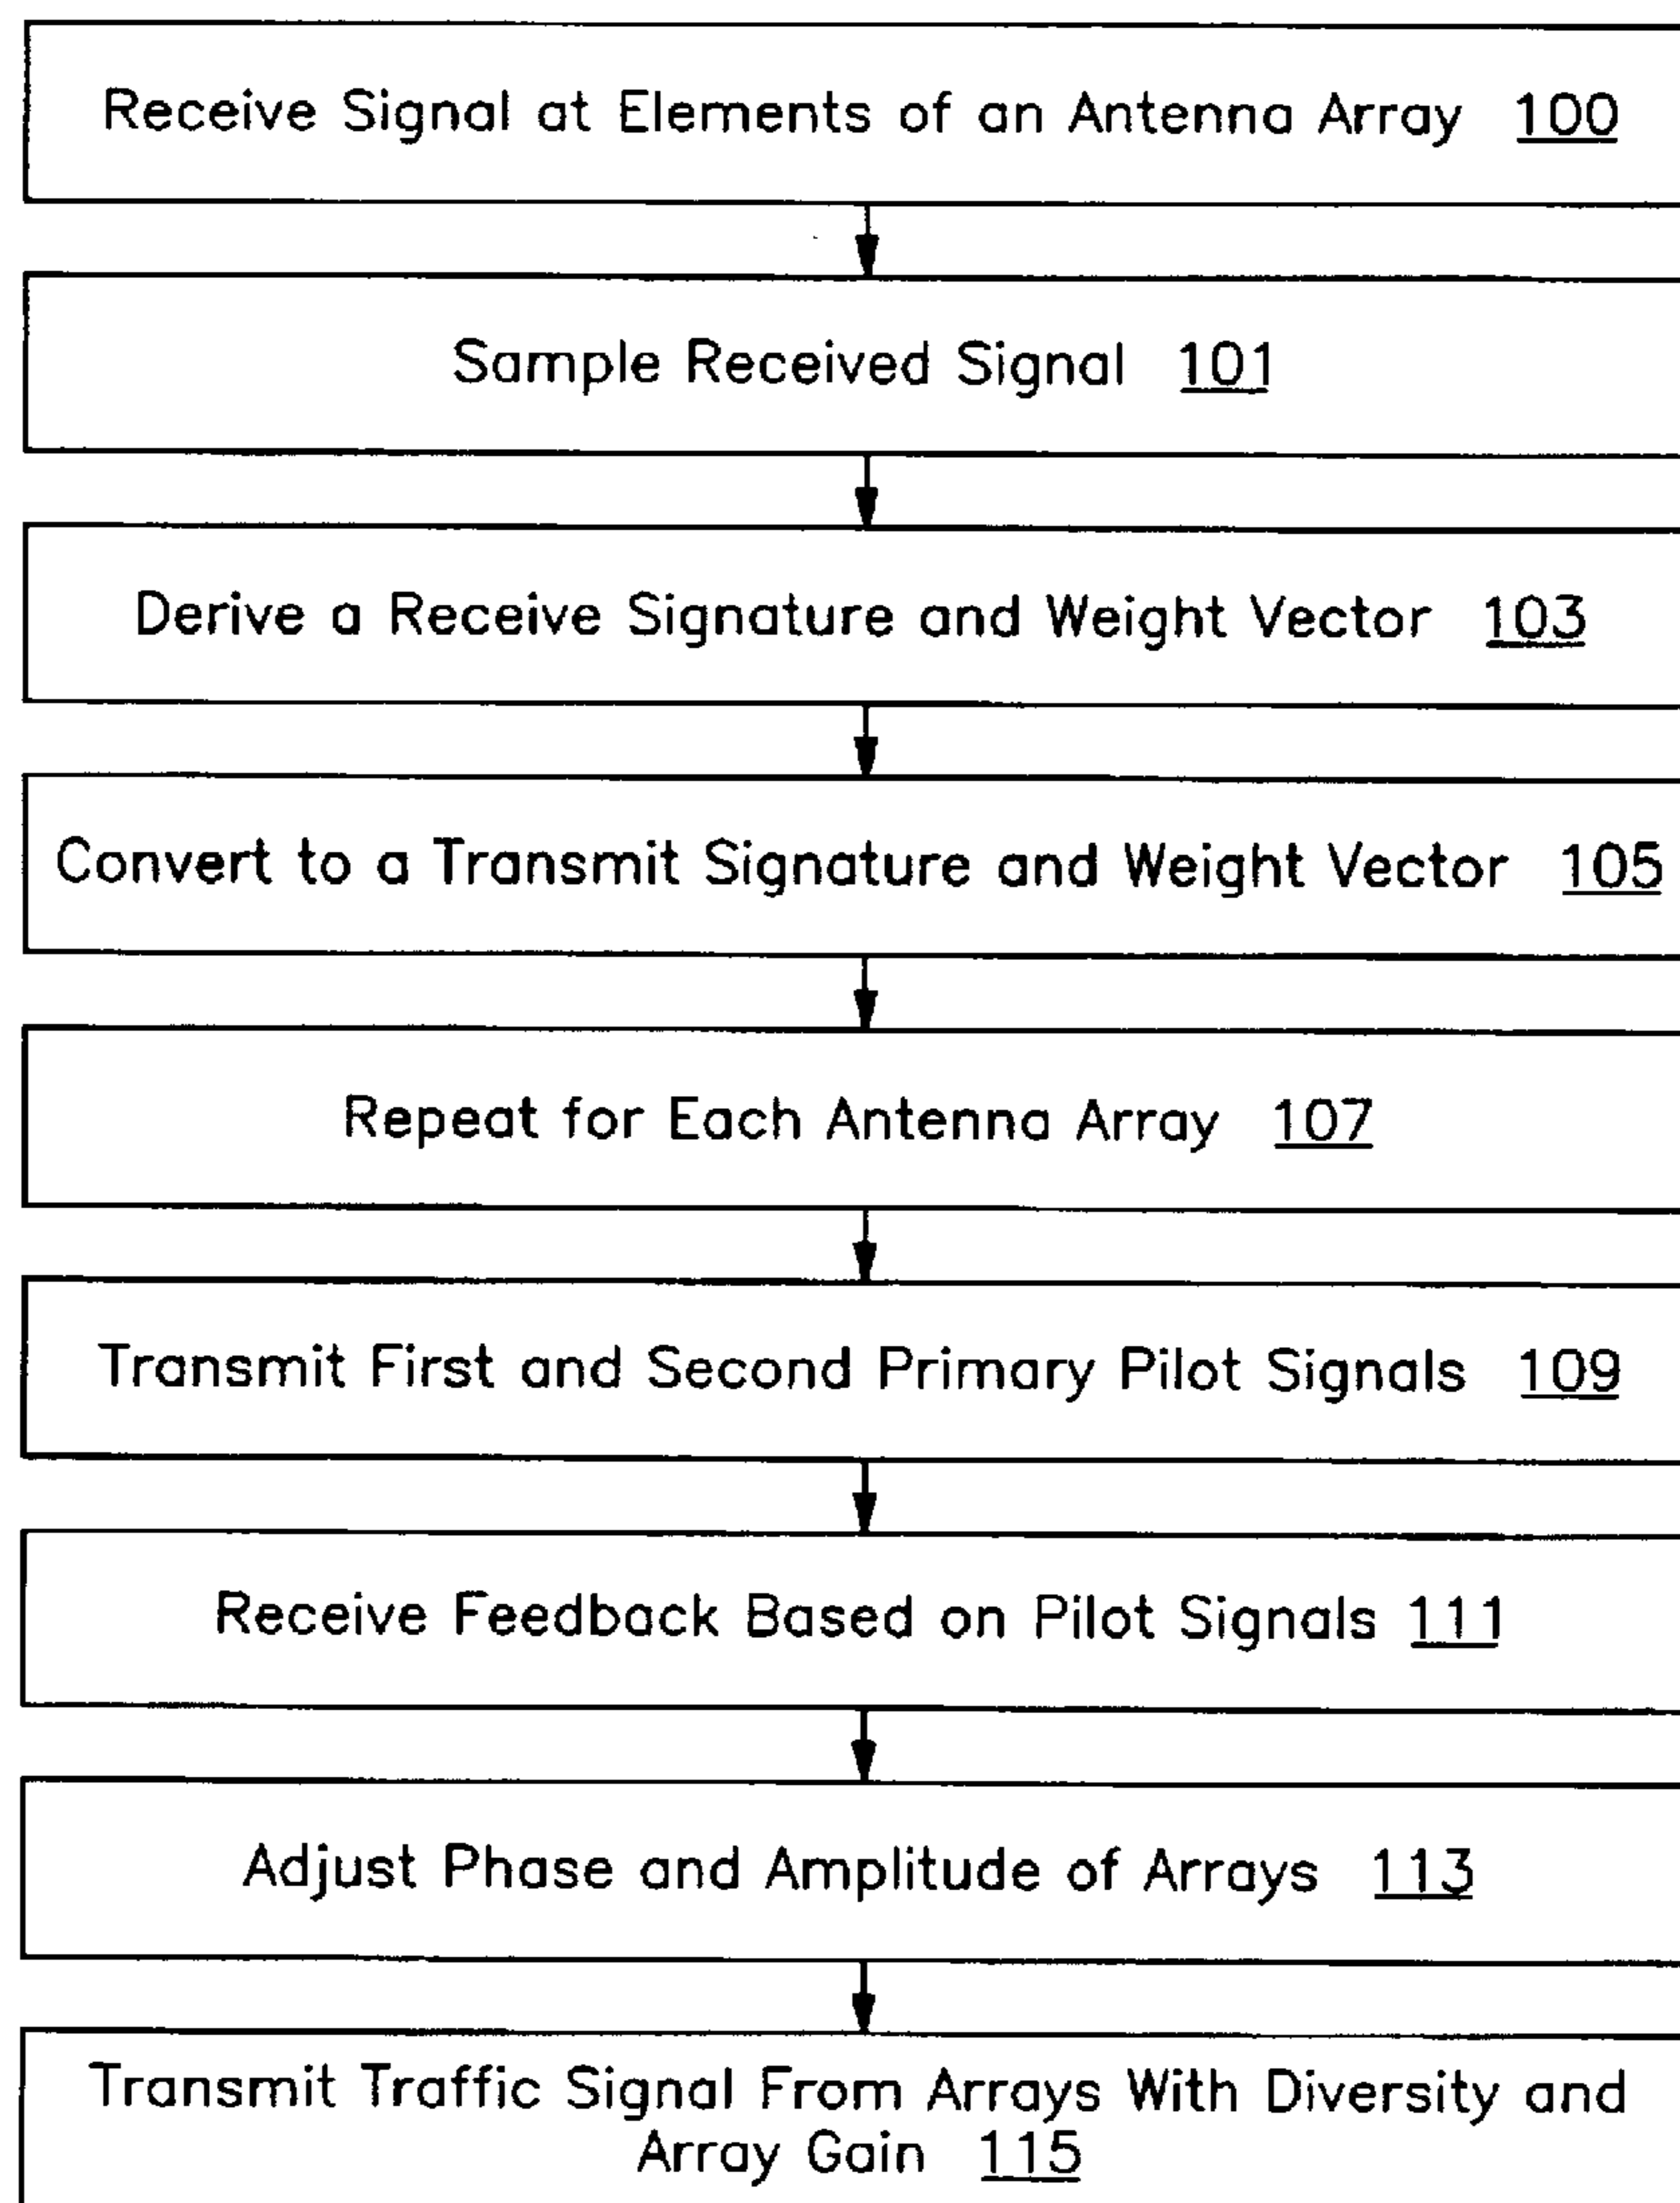 Receive Signal at Elements of an Antenna Array 100
Sample Received Signal 101
Derive a Receive Signature and Weight Vector 103
Convert to a Transmit Signature and Weight Vector 105
Repeat for Each Antenna Array 107
Transmit First and Second Primary Pilot Signals 109
Receive Feedback Based on Pilot Signals 111
Adjust Phase and Amplitude of Arrays 113
Transmit Traffic Signal From Arrays With Diversity and
Array Gain 115